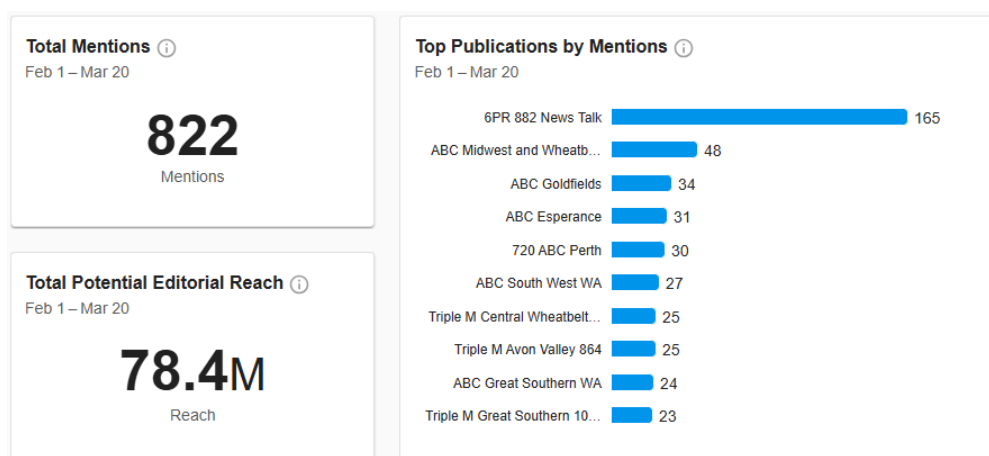 Total Mentions
Feb 1 – Mar 20
822
Mentions
Total Potential Editorial Reach
Feb 1 – Mar 20
78.4M
Reach
Top Publications by Mentions
Feb 1 – Mar 20
6PR 882 News Talk 165
ABC Midwest and Wheatb... 48
ABC Goldfields 34
ABC Esperance 31
720 ABC Perth 30
ABC South West WA 27
Triple M Central Wheatbelt... 25
Triple M Avon Valley 864 25
ABC Great Southern WA 24
Triple M Great Southern 10... 23